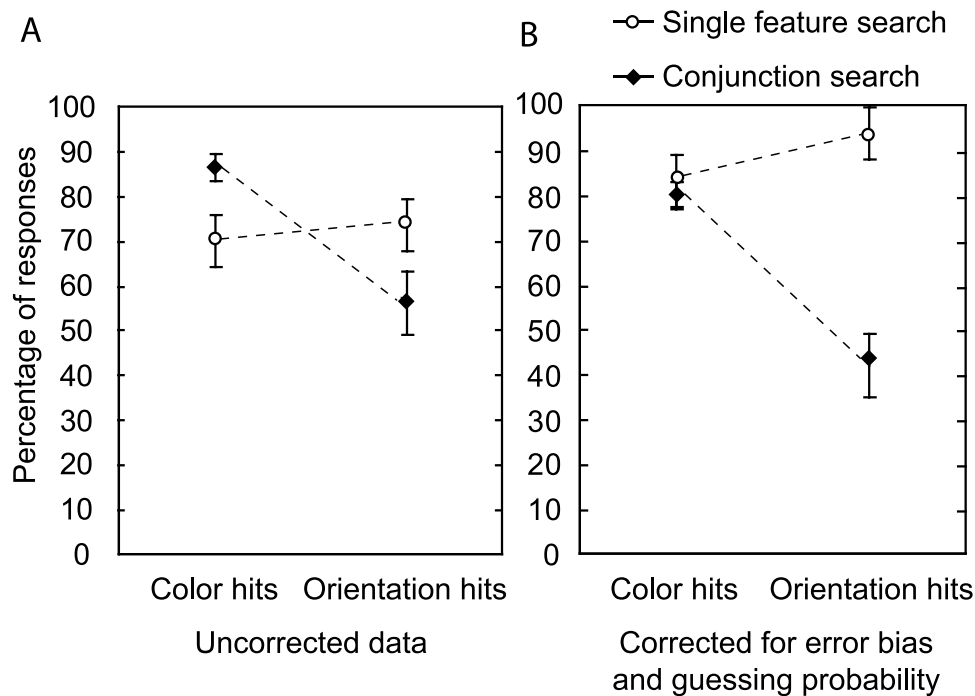 A
B
Single feature search
Conjunction search
Percentage of responses
100
90
80
70
60
50
40
30
20
10
0
Color hits Orientation hits
Uncorrected data
100
90
80
70
60
50
40
30
20
10
0
Color hits Orientation hits
Corrected for error bias
and guessing probability